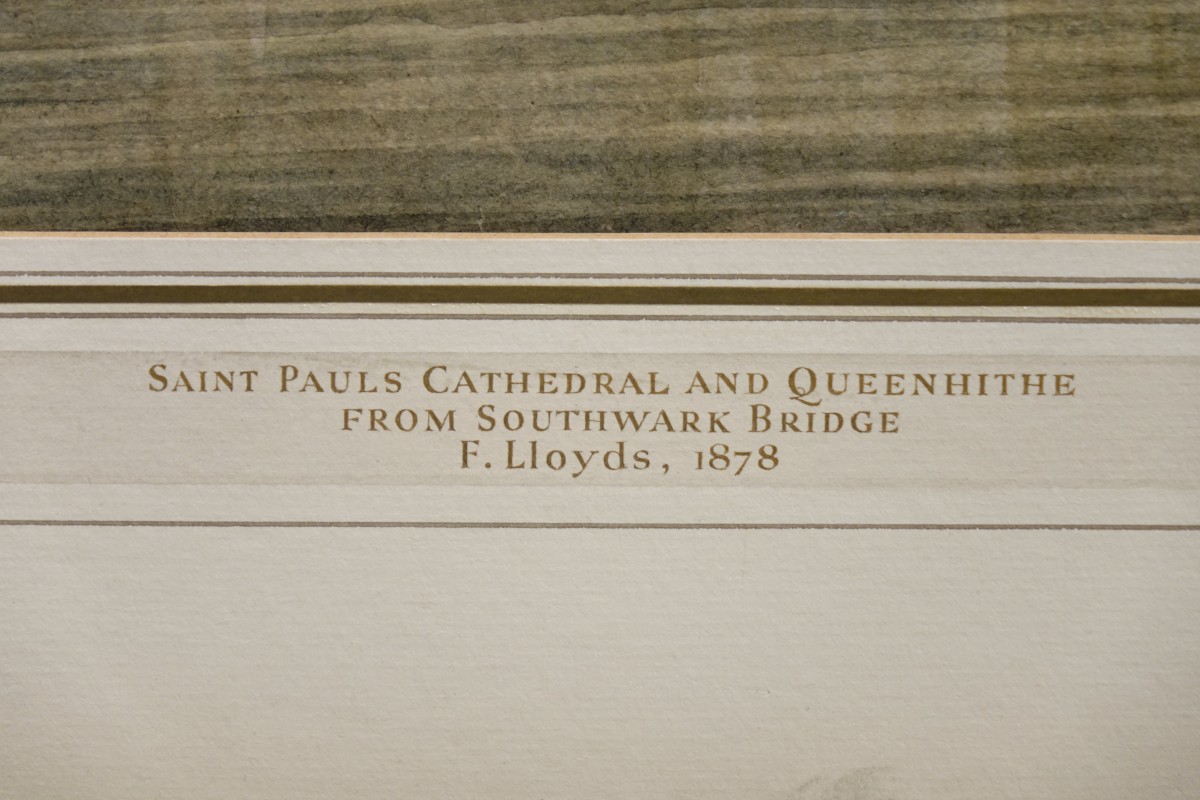 SAINT PAULS CATHEDRAL AND QUEENHITHE
FROM SOUTHWARK BRIDGE
F. Lloyds, 1878